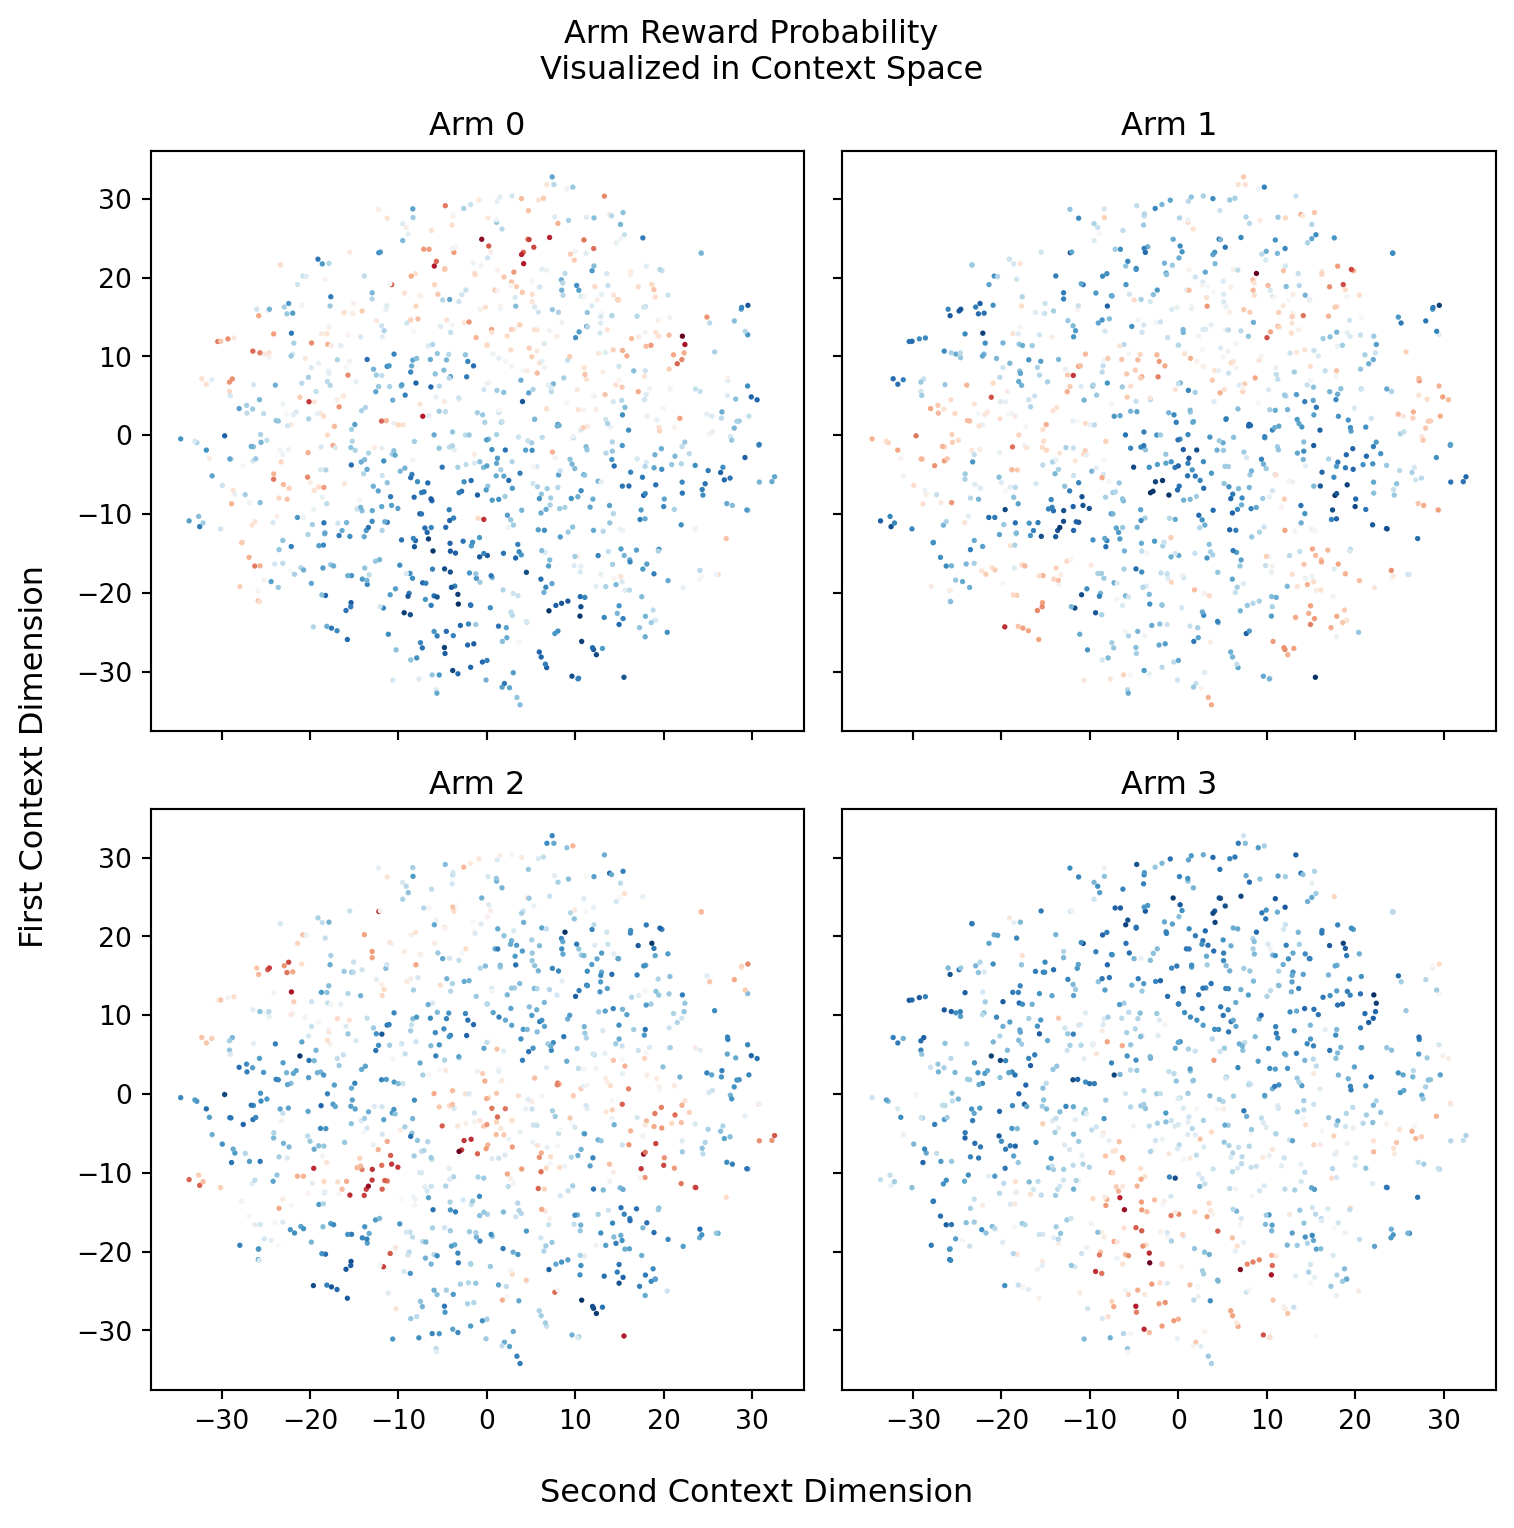 Arm Reward Probability
Visualized in Context Space
Arm 0
Arm 1
30
20
10
0
−10
−20
−30
Arm 2
Arm 3
30
20
10
0
−10
−20
−30
−30 −20 −10 0 10 20 30
−30 −20 −10 0 10 20 30
First Context Dimension
Second Context Dimension